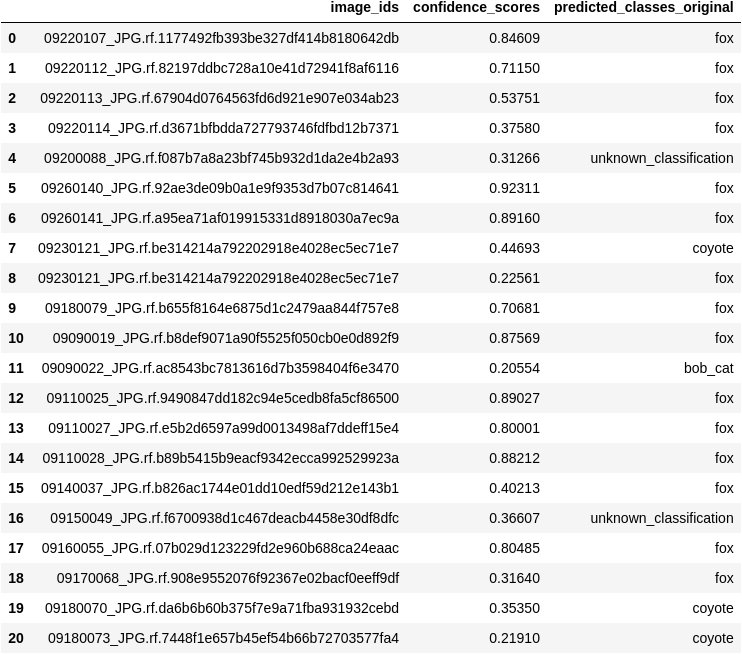 image_ids confidence_scores predicted_classes_original
0 09220107_JPG.rf.1177492fb393be327df414b8180642db 0.84609 fox
1 09220112_JPG.rf.82197ddbc728a10e41d72941f8af6116 0.71150 fox
2 09220113_JPG.rf.67904d0764563fd6d921e907e034ab23 0.53751 fox
3 09220114_JPG.rf.d3671bfbdda727793746fdfbd12b7371 0.37580 fox
4 09200088_JPG.rf.f087b7a8a23bf745b932d1da2e4b2a93 0.31266 unknown_classification
5 09260140_JPG.rf.92ae3de09b0a1e9f9353d7b07c814641 0.92311 fox
6 09260141_JPG.rf.a95ea71af019915331d8918030a7ec9a 0.89160 fox
7 09230121_JPG.rf.be314214a792202918e4028ec5ec71e7 0.44693 coyote
8 09230121_JPG.rf.be314214a792202918e4028ec5ec71e7 0.22561 fox
9 09180079_JPG.rf.b655f8164e6875d1c2479aa844f757e8 0.70681 fox
10 09090019_JPG.rf.b8def9071a90f5525f050cb0e0d892f9 0.87569 fox
11 09090022_JPG.rf.ac8543bc7813616d7b3598404f6e3470 0.20554 bob_cat
12 09110025_JPG.rf.9490847dd182c94e5cedb8fa5cf86500 0.89027 fox
13 09110027_JPG.rf.e5b2d6597a99d0013498af7ddeff15e4 0.80001 fox
14 09110028_JPG.rf.b89b5415b9eacf9342ecca992529923a 0.88212 fox
15 09140037_JPG.rf.b826ac1744e01dd10edf59d212e143b1 0.40213 fox
16 09150049_JPG.rf.f6700938d1c467deacb4458e30df8dfc 0.36607 unknown_classification
17 09160055_JPG.rf.07b029d123229fd2e960b688ca24eaac 0.80485 fox
18 09170068_JPG.rf.908e9552076f92367e02bacf0eeff9df 0.31640 fox
19 09180070_JPG.rf.da6b6b60b375f7e9a71fba931932cebd 0.35350 coyote
20 09180073_JPG.rf.7448f1e657b45ef54b66b72703577fa4 0.21910 coyote